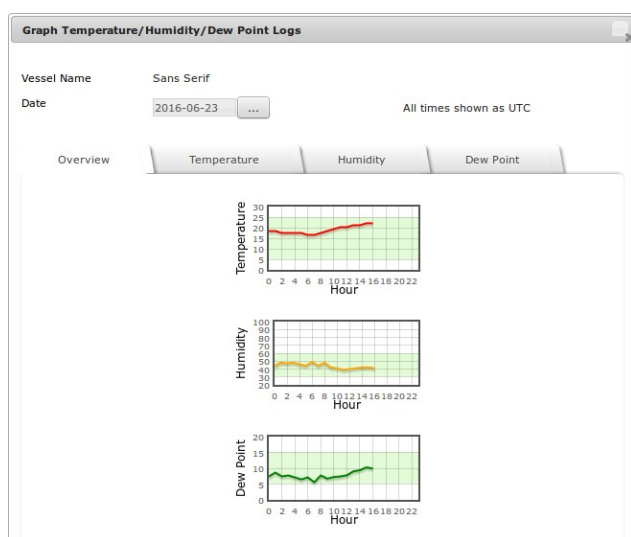 Graph Temperature/Humidity/Dew Point Logs
Vessel Name Sans Serif
Date 2016-06-23 ... All times shown as UTC
Overview Temperature Humidity Dew Point
Temperature
30
25
20
15
10
5
0
0 2 4 6 8 10 12 14 16 18 20 22
Hour
Humidity
100
90
80
70
60
50
40
30
20
0 2 4 6 8 10 12 14 16 18 20 22
Hour
Dew Point
20
15
10
5
0
0 2 4 6 8 10 12 14 16 18 20 22
Hour